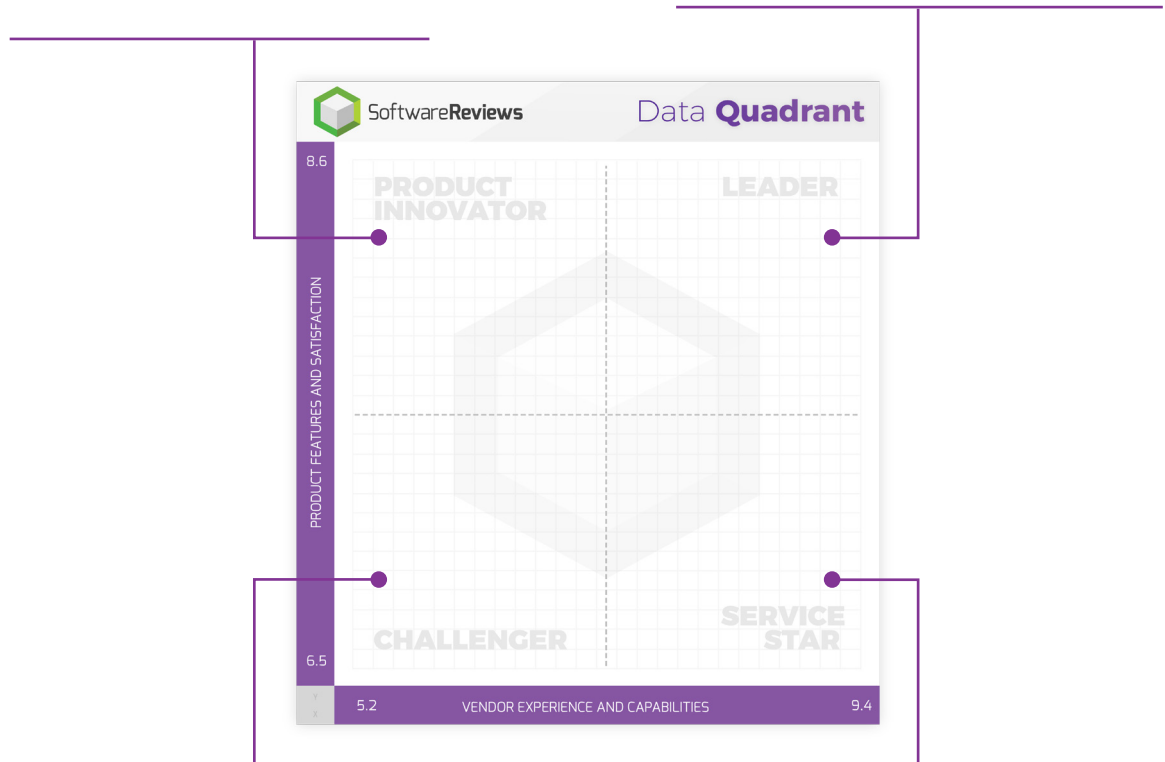 SoftwareReviews
Data Quadrant
8.6
PRODUCT
INNOVATOR
LEADER
PRODUCT FEATURES AND SATISFACTION
CHALLENGER
SERVICE
STAR
6.5
Y
X
5.2
VENDOR EXPERIENCE AND CAPABILITIES
9.4